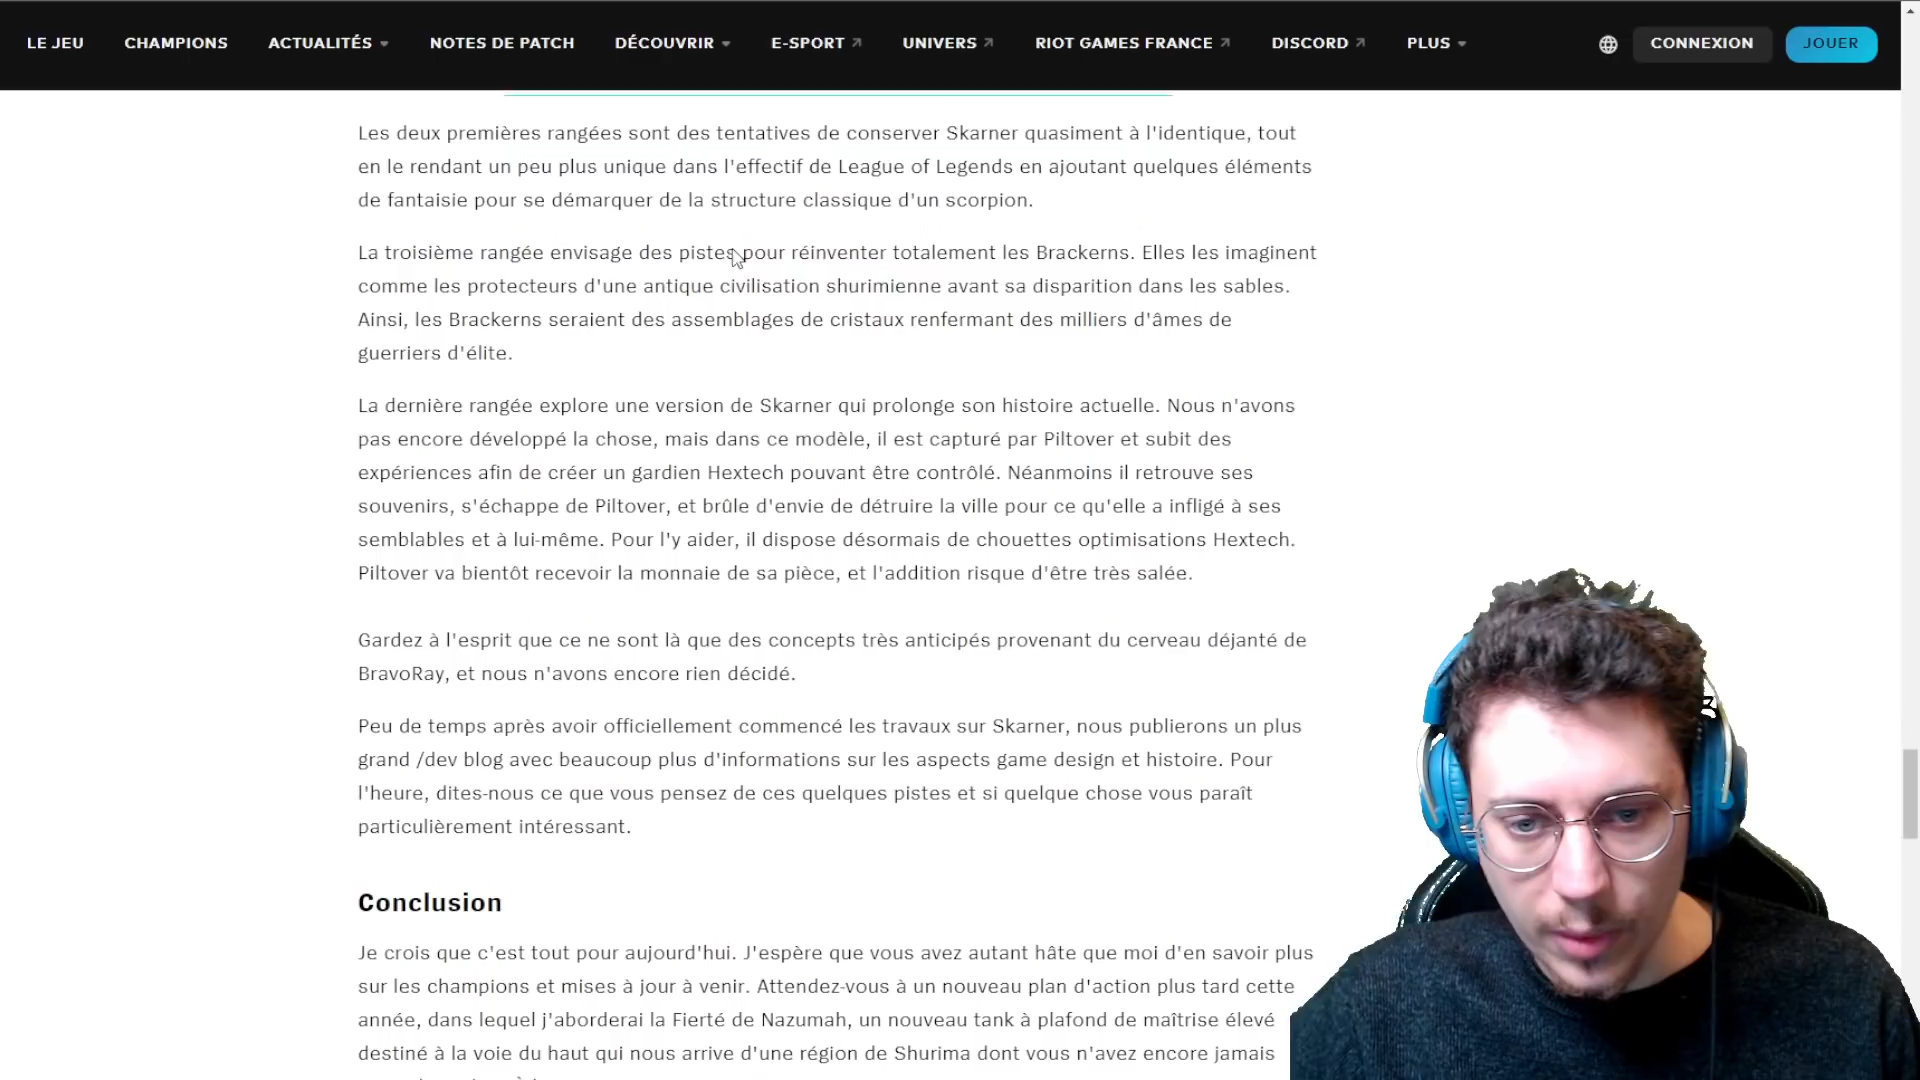 LE JEU CHAMPIONS ACTUALITÉS NOTES DE PATCH DÉCOUVRIR E-SPORT UNIVERS RIOT GAMES FRANCE DISCORD PLUS CONNEXION JOUER
Les deux premières rangées sont des tentatives de conserver Skarner quasiment à l'identique, tout
en le rendant un peu plus unique dans l'effectif de League of Legends en ajoutant quelques éléments
de fantaisie pour se démarquer de la structure classique d'un scorpion.
La troisième rangée envisage des pistes pour réinventer totalement les Brackerns. Elles les imaginent
comme les protecteurs d'une antique civilisation shurimienne avant sa disparition dans les sables.
Ainsi, les Brackerns seraient des assemblages de cristaux renfermant des milliers d'âmes de
guerriers d'élite.
La dernière rangée explore une version de Skarner qui prolonge son histoire actuelle. Nous n'avons
pas encore développé la chose, mais dans ce modèle, il est capturé par Piltover et subit des
expériences afin de créer un gardien Hextech pouvant être contrôlé. Néanmoins il retrouve ses
souvenirs, s'échappe de Piltover, et brûle d'envie de détruire la ville pour ce qu'elle a infligé à ses
semblables et à lui-même. Pour l'y aider, il dispose désormais de chouettes optimisations Hextech.
Piltover va bientôt recevoir la monnaie de sa pièce, et l'addition risque d'être très salée.
Gardez à l'esprit que ce ne sont là que des concepts très anticipés provenant du cerveau déjanté de
BravoRay, et nous n'avons encore rien décidé.
Peu de temps après avoir officiellement commencé les travaux sur Skarner, nous publierons un plus
grand /dev blog avec beaucoup plus d'informations sur les aspects game design et histoire. Pour
l'heure, dites-nous ce que vous pensez de ces quelques pistes et si quelque chose vous paraît
particulièrement intéressant.
Conclusion
Je crois que c'est tout pour aujourd'hui. J'espère que vous avez autant hâte que moi d'en savoir plus
sur les champions et mises à jour à venir. Attendez-vous à un nouveau plan d'action plus tard cette
année, dans lequel j'aborderai la Fierté de Nazumah, un nouveau tank à plafond de maîtrise élevé
destiné à la voie du haut qui nous arrive d'une région de Shurima dont vous n'avez encore jamais